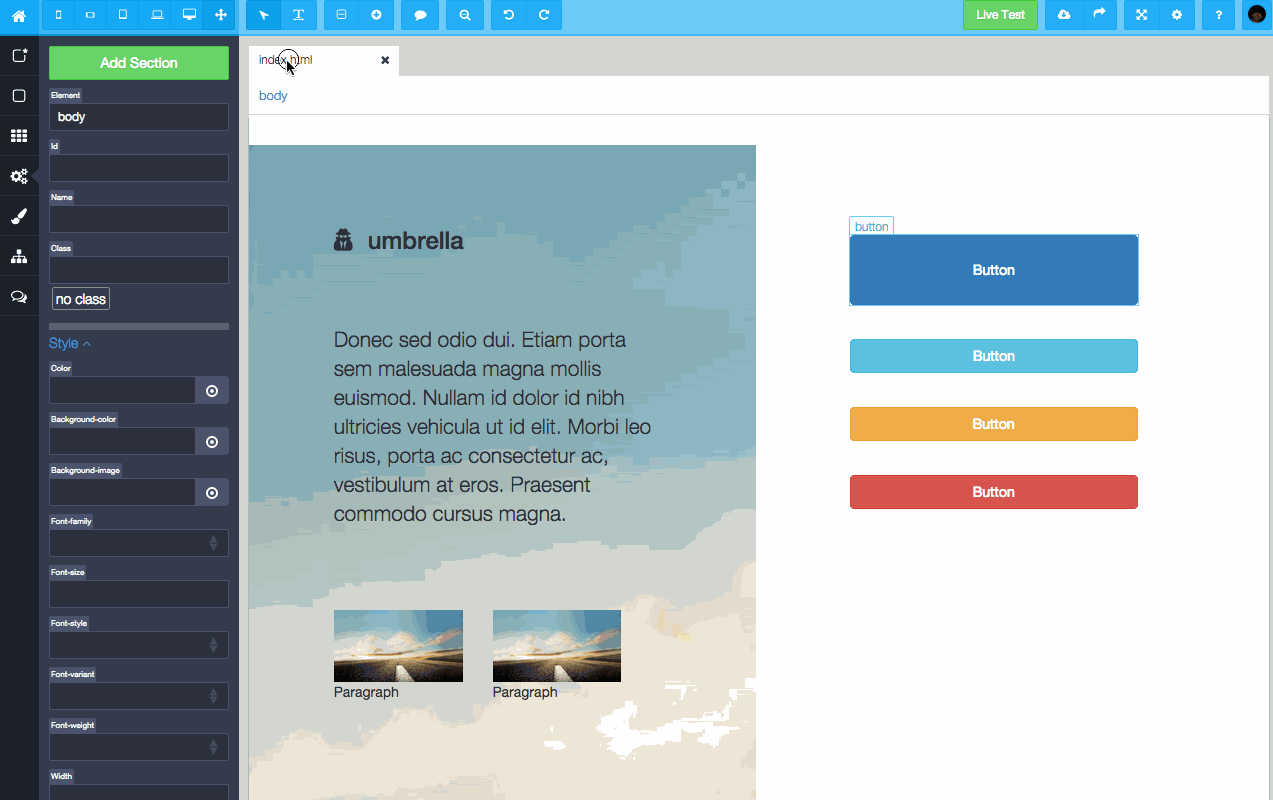 Live Test
?
Add Section
Element
body
Id
Name
Class
no class
Style
Color
Background-color
Background-image
Font-family
Font-size
Font-style
Font-variant
Font-weight
Width
index.html
body
umbrella
Donec sed odio dui. Etiam porta
sem malesuada magna mollis
euismod. Nullam id dolor id nibh
ultricies vehicula ut id elit. Morbi leo
risus, porta ac consectetur ac,
vestibulum at eros. Praesent
commodo cursus magna.
Paragraph
Paragraph
button
Button
Button
Button
Button